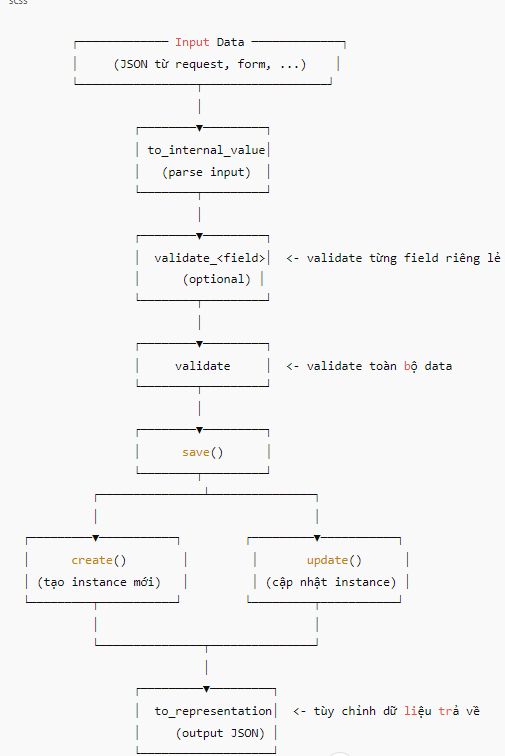 scss
Input Data
(JSON từ request, form, ...)
to_internal_value
(parse input)
validate_<field> <- validate từng field riêng lẻ
(optional)
validate <- validate toàn bộ data
save()
create() update()
(tạo instance mới) (cập nhật instance)
to_representation <- tùy chỉnh dữ liệu trả về
(output JSON)